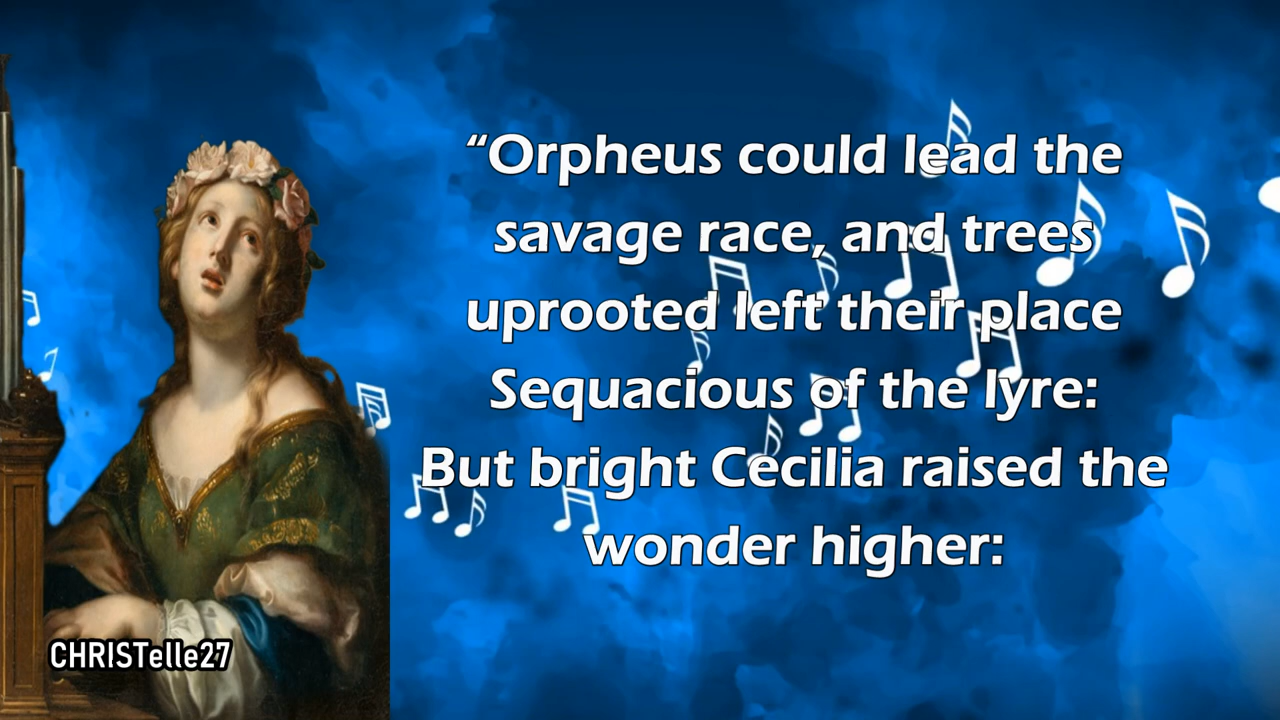 “Orpheus could lead the
savage race, and trees
uprooted left their place
Sequacious of the lyre:
But bright Cecilia raised the
wonder higher:
CHRISTelle27